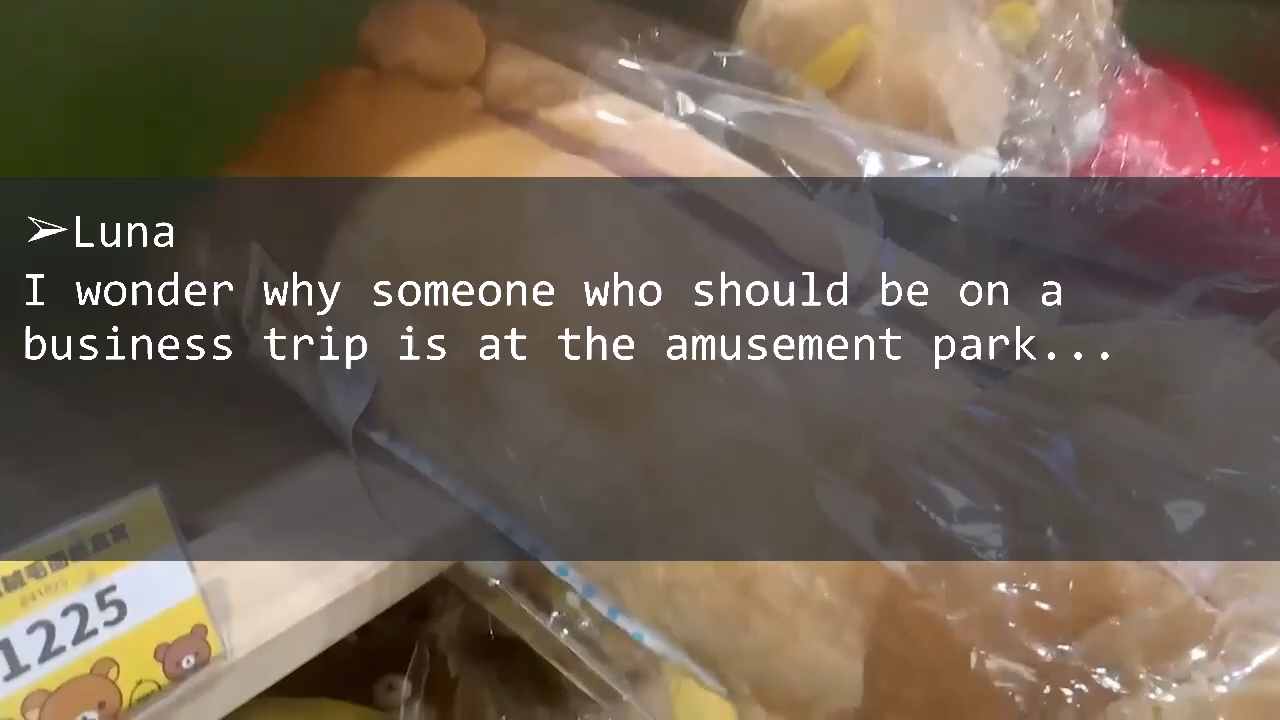 ➢Luna
I wonder why someone who should be on a
business trip is at the amusement park...
1225